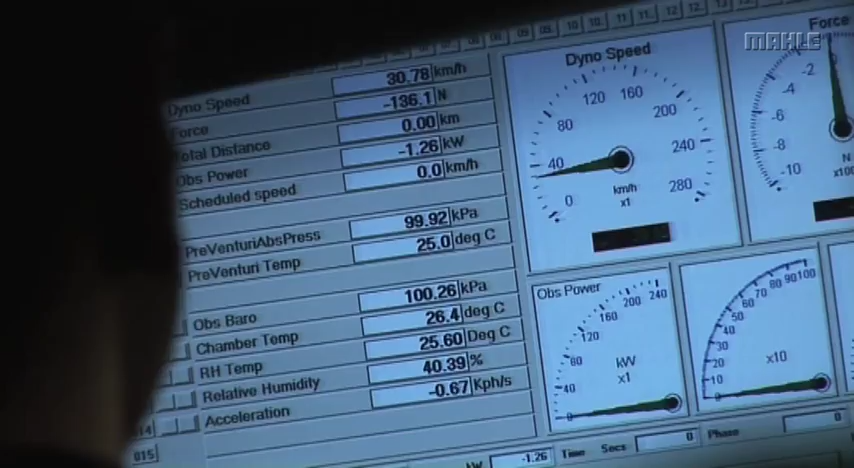 MAHLE
Dyno Speed 30.78 km/h
Force -136.1 N
Total Distance 0.00 km
Obs Power -1.26 kW
Scheduled speed 0.0 km/h
PreVenturiAbsPress 99.92 kPa
PreVenturi Temp 25.0 deg C
Obs Baro 100.26 kPa
Chamber Temp 26.4 deg C
RH Temp 25.60 Deg C
Relative Humidity 40.39 %
Acceleration -0.67 Kph/s
Dyno Speed
0 40 80 120 160 200 240 280
km/h
x1
Force
-2 -4 -6 -8 -10
N
x100
Obs Power
0 40 80 120 160 200 240
kW
x1
0 10 20 30 40 50 60 70 80 90 100
x10
14
015
kW -1.26 Time Secs 0 Phase 0